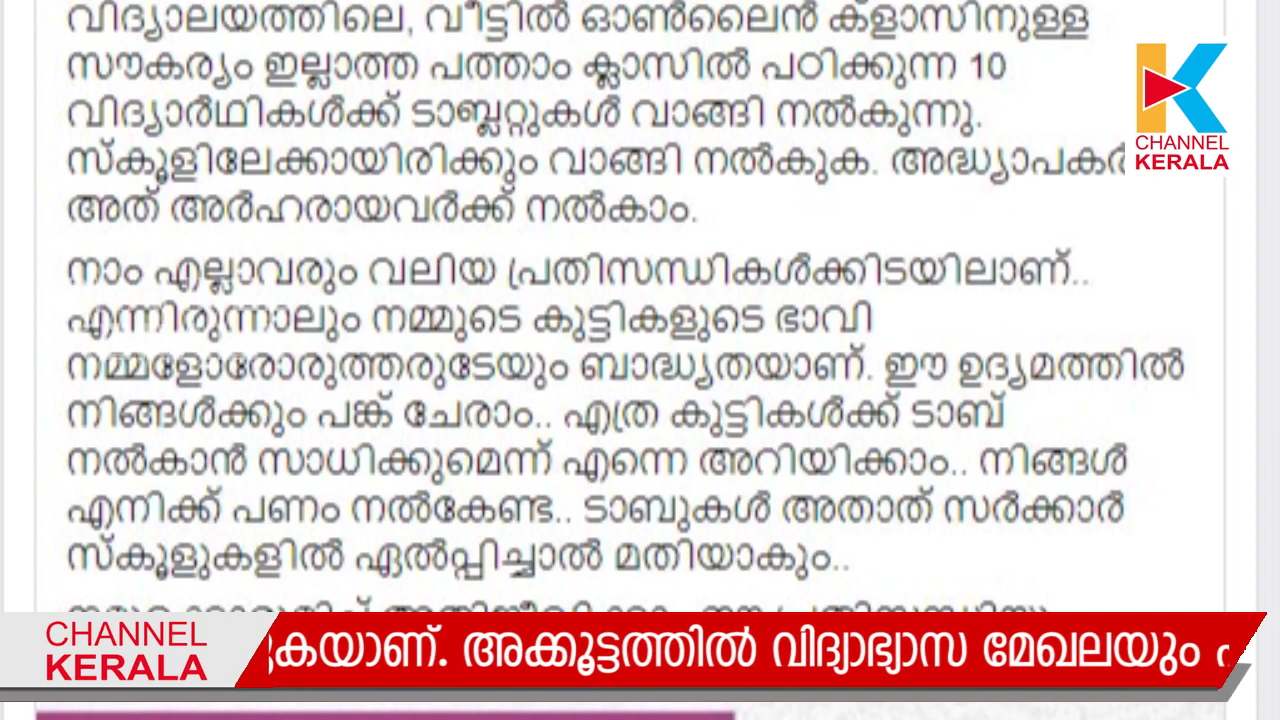 വിദ്യാലയത്തിലെ, വീട്ടിൽ ഓൺലൈൻ ക്ളാസിനുള്ള
സൗകര്യം ഇല്ലാത്ത പത്താം ക്ലാസിൽ പഠിക്കുന്ന 10
വിദ്യാർഥികൾക്ക് ടാബ്ലറ്റുകൾ വാങ്ങി നൽകുന്നു.
സ്കൂളിലേക്കായിരിക്കും വാങ്ങി നൽകുക. അദ്ധ്യാപകർ
അത് അർഹരായവർക്ക് നൽകാം.
നാം എല്ലാവരും വലിയ പ്രതിസന്ധികൾക്കിടയിലാണ്..
എന്നിരുന്നാലും നമ്മുടെ കുട്ടികളുടെ ഭാവി
നമ്മളോരോരുത്തരുടേയും ബാദ്ധ്യതയാണ്. ഈ ഉദ്യമത്തിൽ
നിങ്ങൾക്കും പങ്ക് ചേരാം.. എത്ര കുട്ടികൾക്ക് ടാബ്
നൽകാൻ സാധിക്കുമെന്ന് എന്നെ അറിയിക്കാം.. നിങ്ങൾ
എനിക്ക് പണം നൽകേണ്ട.. ടാബുകൾ അതാത് സർക്കാർ
സ്കൂളുകളിൽ ഏൽപ്പിച്ചാൽ മതിയാകും..
CHANNEL
KERALA
CHANNEL
KERALA
അക്കൂട്ടത്തിൽ വിദ്യാഭ്യാസ മേഖലയും